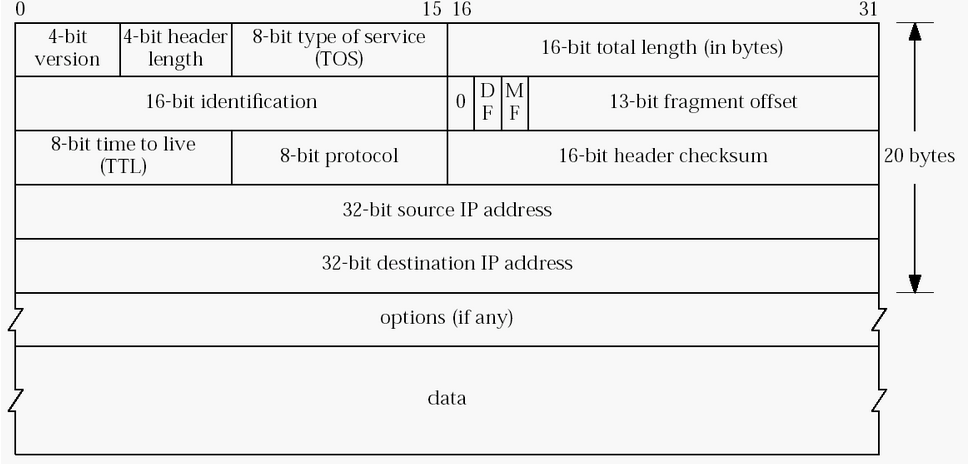 0 15 16 31
4-bit version
4-bit header length
8-bit type of service (TOS)
16-bit total length (in bytes)
16-bit identification
0
DF
MF
13-bit fragment offset
8-bit time to live (TTL)
8-bit protocol
16-bit header checksum
20 bytes
32-bit source IP address
32-bit destination IP address
options (if any)
data